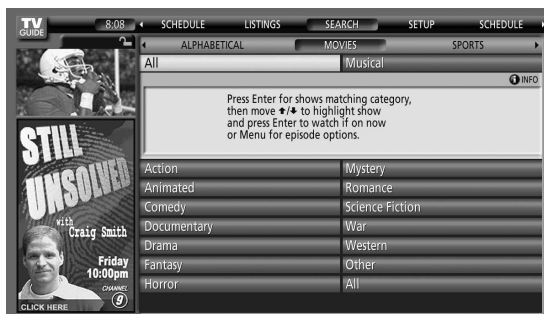 TV
GUIDE
8:08
SCHEDULE LISTINGS SEARCH SETUP SCHEDULE
ALPHABETICAL MOVIES SPORTS
All Musical
i INFO
Press Enter for shows matching category,
then move ↑/↓ to highlight show
and press Enter to watch if on now
or Menu for episode options.
Action Mystery
Animated Romance
Comedy Science Fiction
Documentary War
Drama Western
Fantasy Other
Horror All
STILL
UNSOLVED
with
Craig Smith
Friday
10:00pm
CHANNEL
9
CLICK HERE